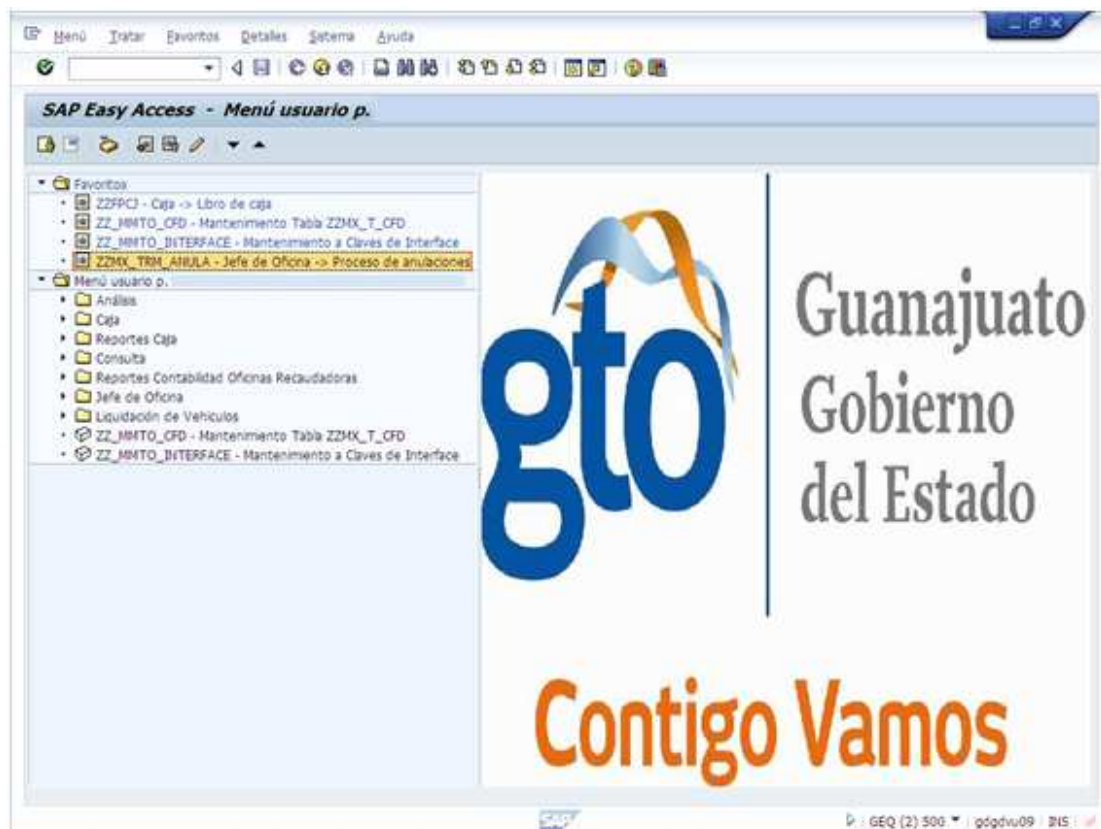 Menú Tratar Favoritos Detalles Sistema Ayuda
SAP Easy Access - Menú usuario p.
Favoritos
ZZFPCJ - Caja -> Libro de caja
ZZ_MMTO_CFD - Mantenimiento Tabla ZZMX_T_CFD
ZZ_MMTO_INTERFACE - Mantenimiento a Claves de Interface
ZZMX_TRM_ANULA - Jefe de Oficina -> Proceso de anulaciones
Menú usuario p.
Análisis
Caja
Reportes Caja
Consulta
Reportes Contabilidad Oficinas Recaudadoras
Jefe de Oficina
Liquidación de Vehículos
ZZ_MMTO_CFD - Mantenimiento Tabla ZZMX_T_CFD
ZZ_MMTO_INTERFACE - Mantenimiento a Claves de Interface
gto
Guanajuato
Gobierno
del Estado
Contigo Vamos
SAP
GEQ (2) 500 gdgdvu09 INS